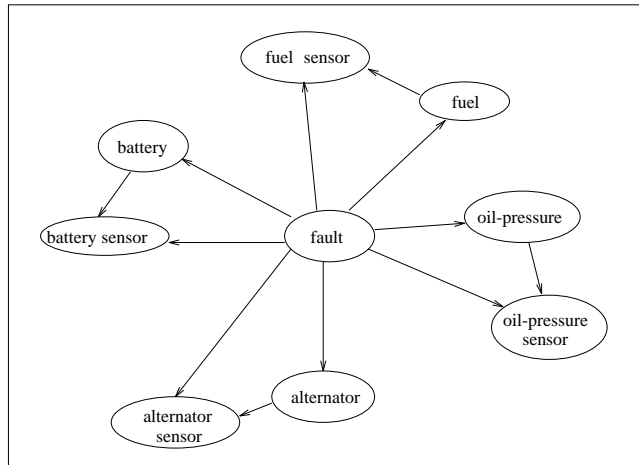 fuel sensor
fuel
battery
oil-pressure
battery sensor
fault
oil-pressure
sensor
alternator
alternator
sensor